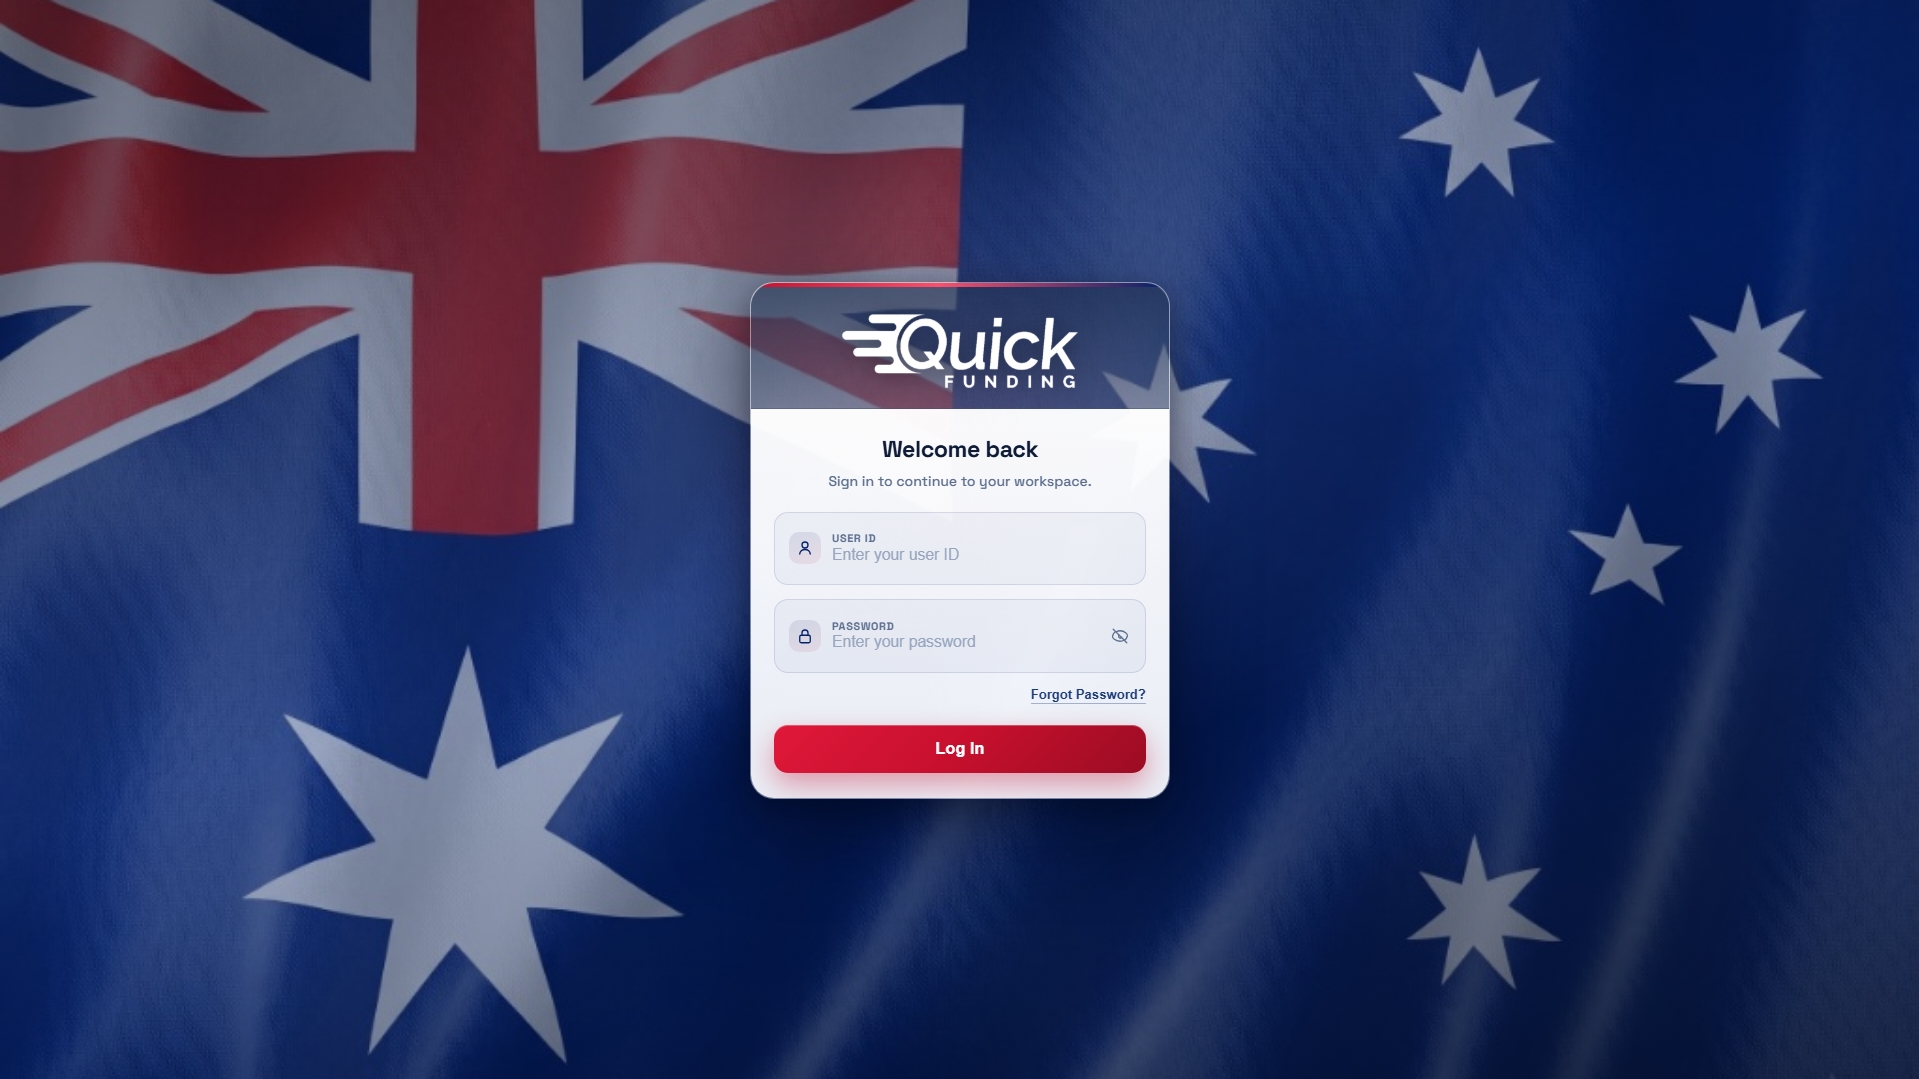 Quick
FUNDING
Welcome back
Sign in to continue to your workspace.
USER ID
Enter your user ID
PASSWORD
Enter your password
Forgot Password?
Log In